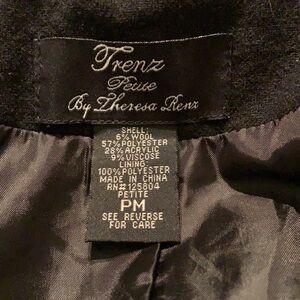 Trenz
Petite
By Theresa Renz
SHELL:
6%WOOL
57%POLYESTER
28%ACRYLIC
9%VISCOSE
LINING:
100%POLYESTER
MADE IN CHINA
RN#125804
PETITE
PM
SEE REVERSE
FOR CARE